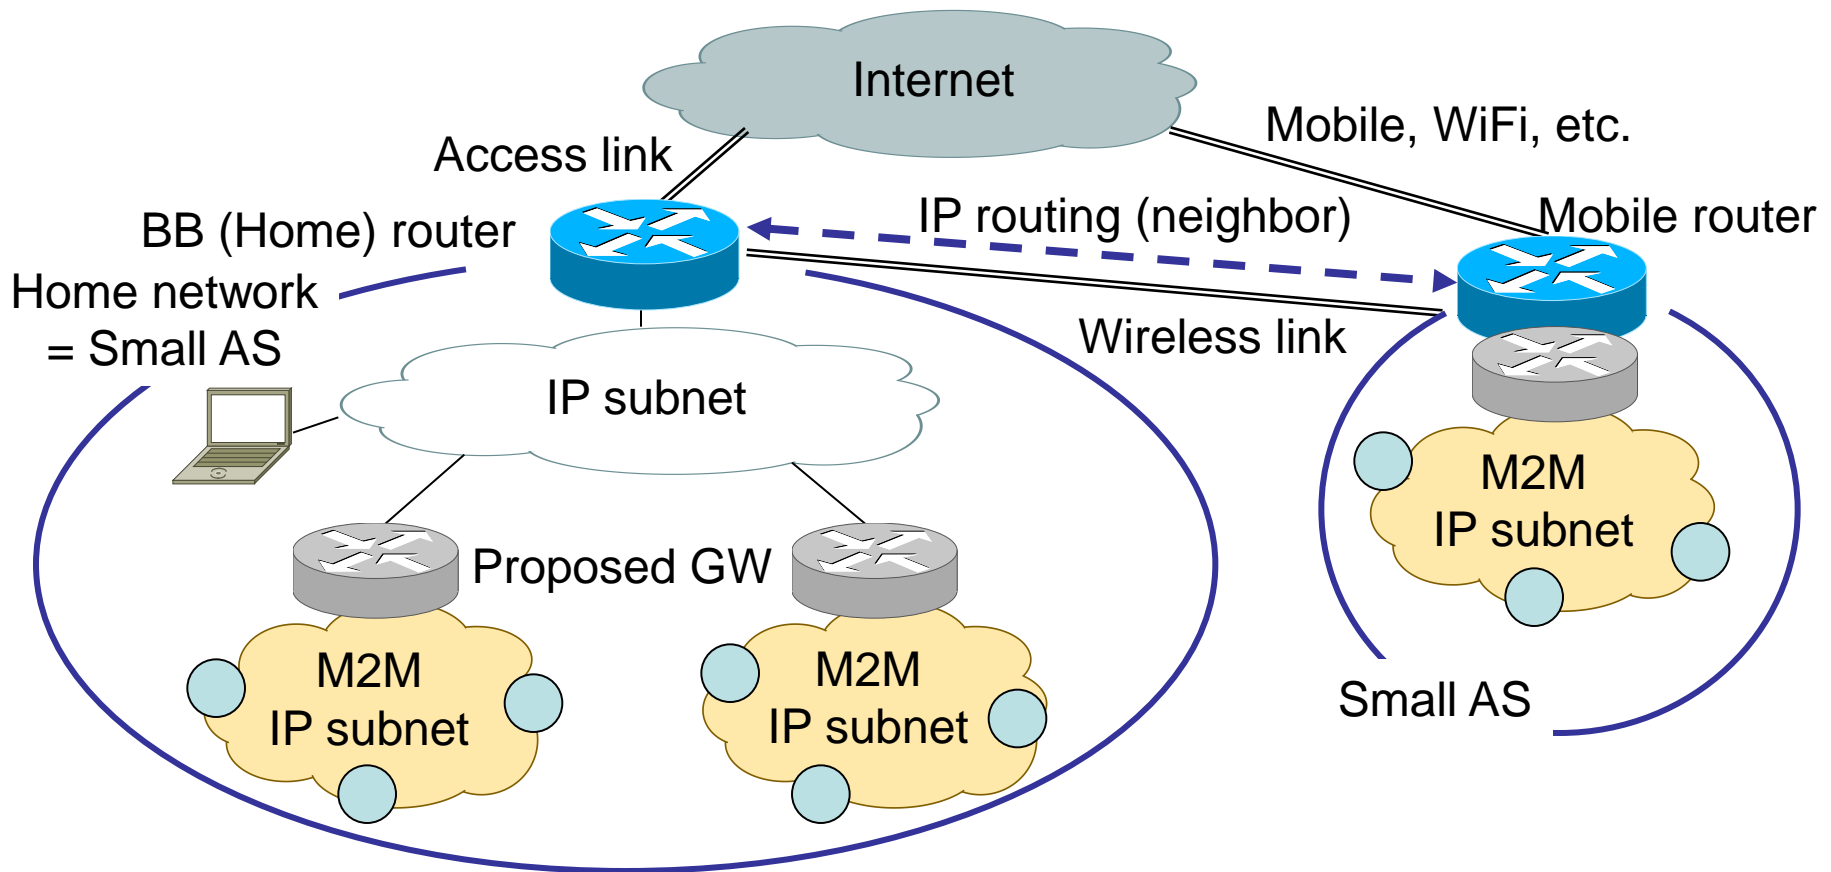 Internet
Mobile, WiFi, etc.
Access link
IP routing (neighbor)
Mobile router
BB (Home) router
Home network
= Small AS
Wireless link
IP subnet
M2M
IP subnet
Proposed GW
M2M
IP subnet
M2M
IP subnet
Small AS